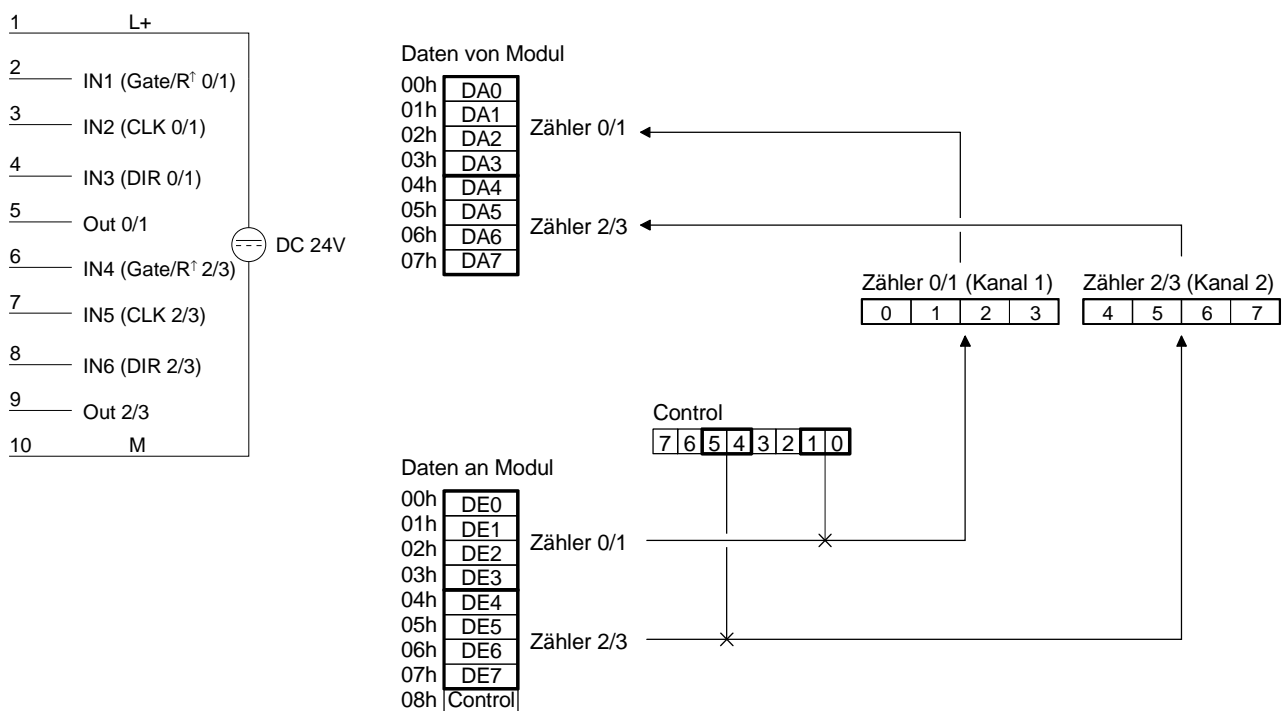 1 L+
2 IN1 (Gate/R↑ 0/1)
3 IN2 (CLK 0/1)
4 IN3 (DIR 0/1)
5 Out 0/1
DC 24V
6 IN4 (Gate/R↑ 2/3)
7 IN5 (CLK 2/3)
8 IN6 (DIR 2/3)
9 Out 2/3
10 M
Daten von Modul
00h DA0
01h DA1
Zähler 0/1
02h DA2
03h DA3
04h DA4
05h DA5
Zähler 2/3
06h DA6
07h DA7
Zähler 0/1 (Kanal 1)
0 1 2 3
Zähler 2/3 (Kanal 2)
4 5 6 7
Control
7 6 5 4 3 2 1 0
Daten an Modul
00h DE0
01h DE1
Zähler 0/1
02h DE2
03h DE3
04h DE4
05h DE5
Zähler 2/3
06h DE6
07h DE7
08h Control